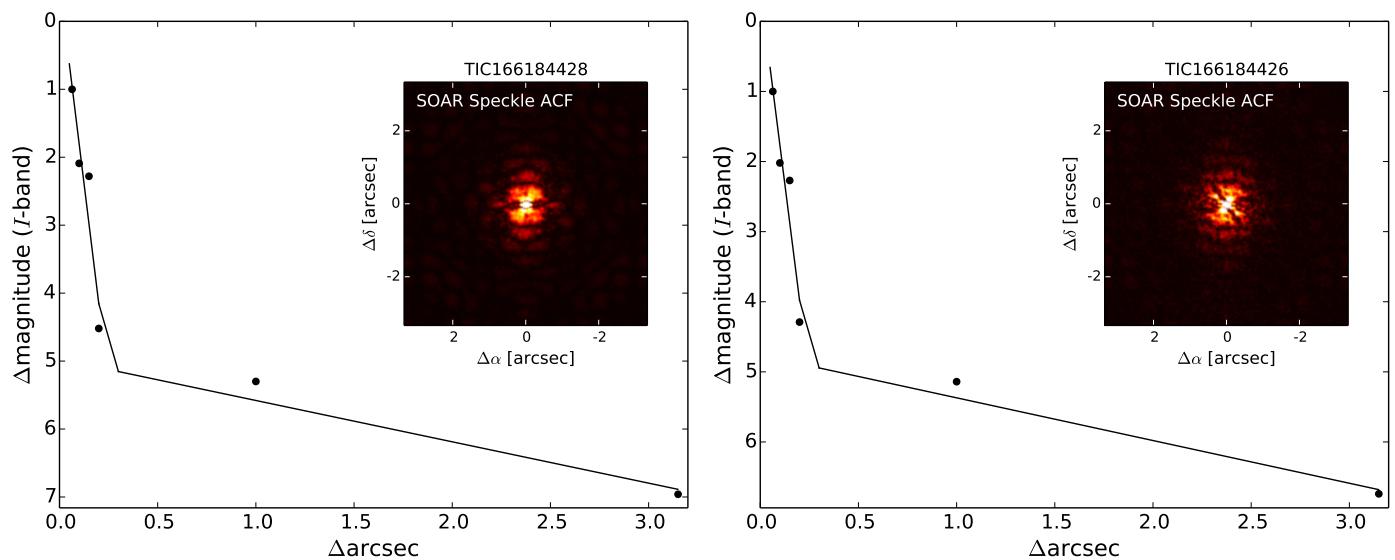 0
1
2
3
4
5
6
7
0.0 0.5 1.0 1.5 2.0 2.5 3.0
Δarcsec
Δmagnitude (I-band)
TIC166184428
SOAR Speckle ACF
2
0
-2
2 0 -2
Δα [arcsec]
Δδ [arcsec]
0
1
2
3
4
5
6
0.0 0.5 1.0 1.5 2.0 2.5 3.0
Δarcsec
Δmagnitude (I-band)
TIC166184426
SOAR Speckle ACF
2
0
-2
2 0 -2
Δα [arcsec]
Δδ [arcsec]